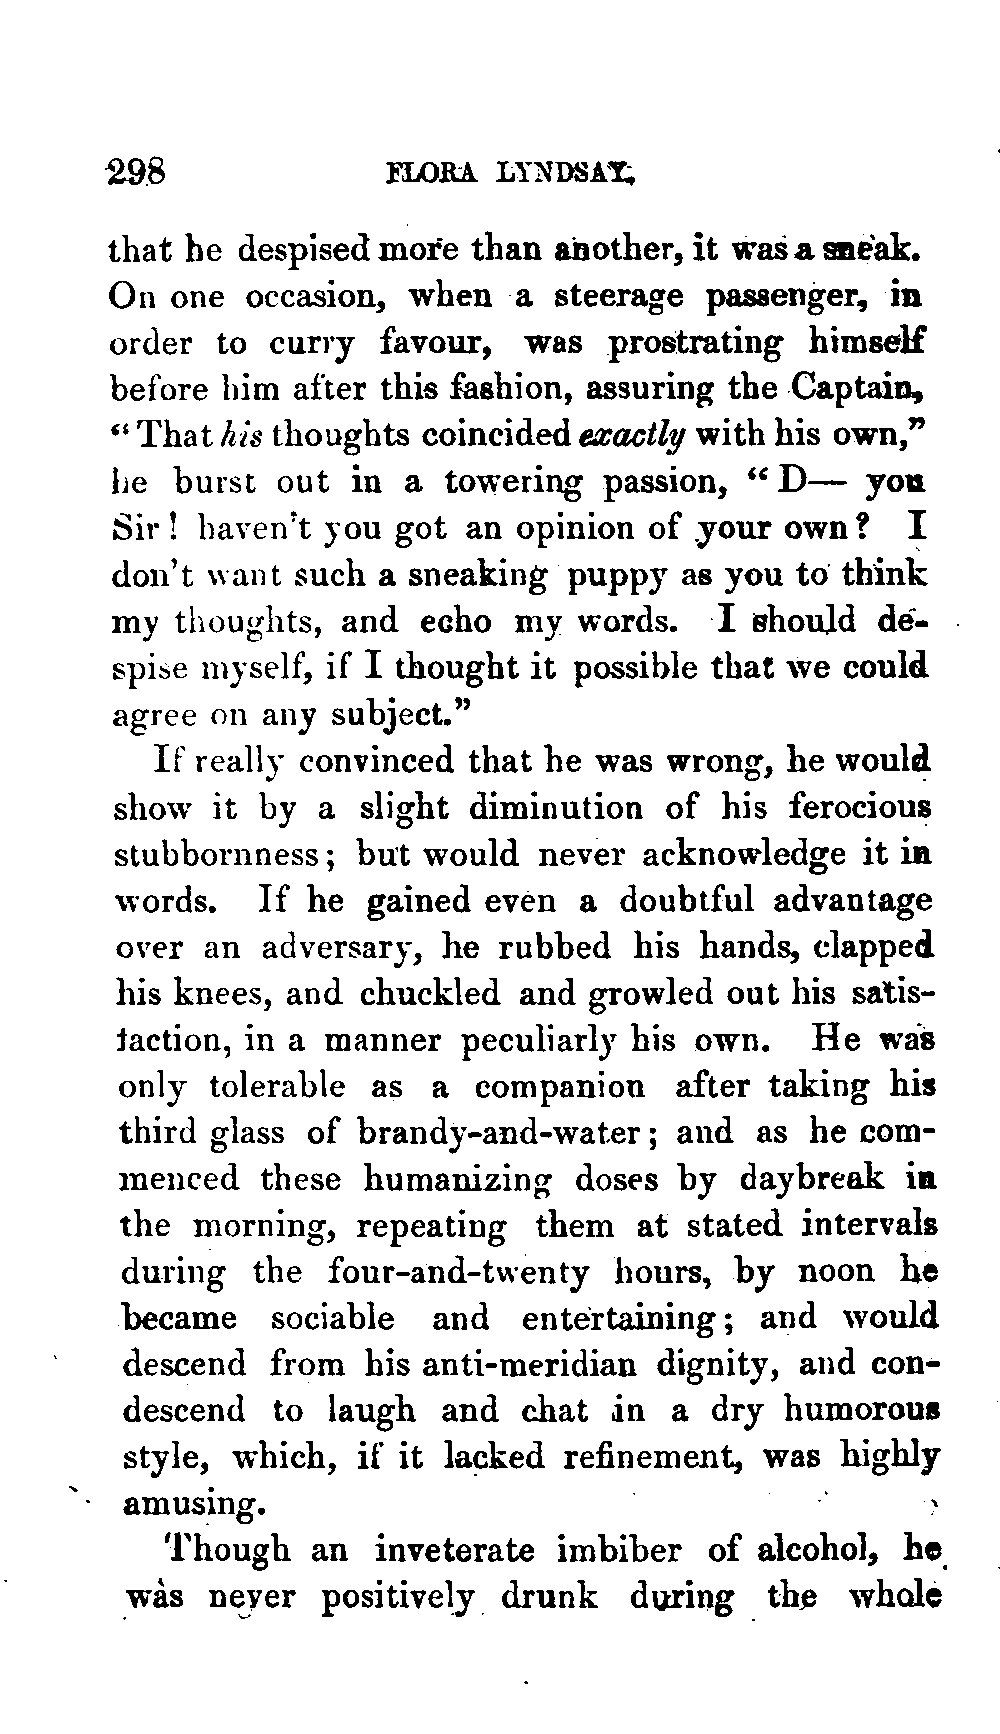 298 FLORA LYNDSAY,
that he despised more than another, it was a sneak.
On one occasion, when a steerage passenger, in
order to curry favour, was prostrating himself
before him after this fashion, assuring the Captain,
“That his thoughts coincided exactly with his own,”
he burst out in a towering passion, “D— you
Sir! haven't you got an opinion of your own? I
don't want such a sneaking puppy as you to think
my thoughts, and echo my words. I should de-
spise myself, if I thought it possible that we could
agree on any subject.”
If really convinced that he was wrong, he would
show it by a slight diminution of his ferocious
stubbornness; but would never acknowledge it in
words. If he gained even a doubtful advantage
over an adversary, he rubbed his hands, clapped
his knees, and chuckled and growled out his satis-
faction, in a manner peculiarly his own. He was
only tolerable as a companion after taking his
third glass of brandy-and-water; and as he com-
menced these humanizing doses by daybreak in
the morning, repeating them at stated intervals
during the four-and-twenty hours, by noon he
became sociable and entertaining; and would
descend from his anti-meridian dignity, and con-
descend to laugh and chat in a dry humorous
style, which, if it lacked refinement, was highly
amusing.
Though an inveterate imbiber of alcohol, he
was never positively drunk during the whole